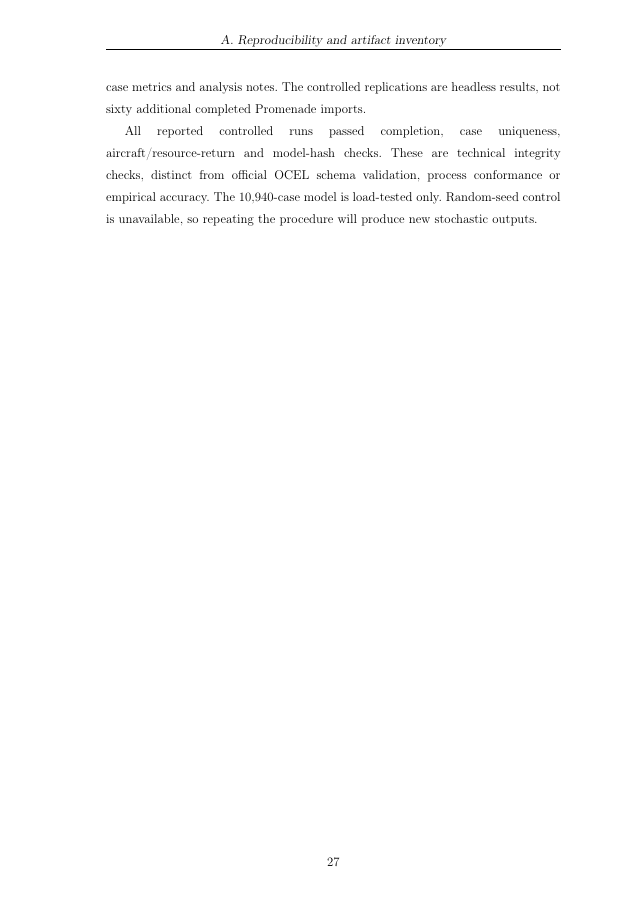 A. Reproducibility and artifact inventory
case metrics and analysis notes. The controlled replications are headless results, not
sixty additional completed Promenade imports.
All reported controlled runs passed completion, case uniqueness,
aircraft/resource-return and model-hash checks. These are technical integrity
checks, distinct from official OCEL schema validation, process conformance or
empirical accuracy. The 10,940-case model is load-tested only. Random-seed control
is unavailable, so repeating the procedure will produce new stochastic outputs.
27